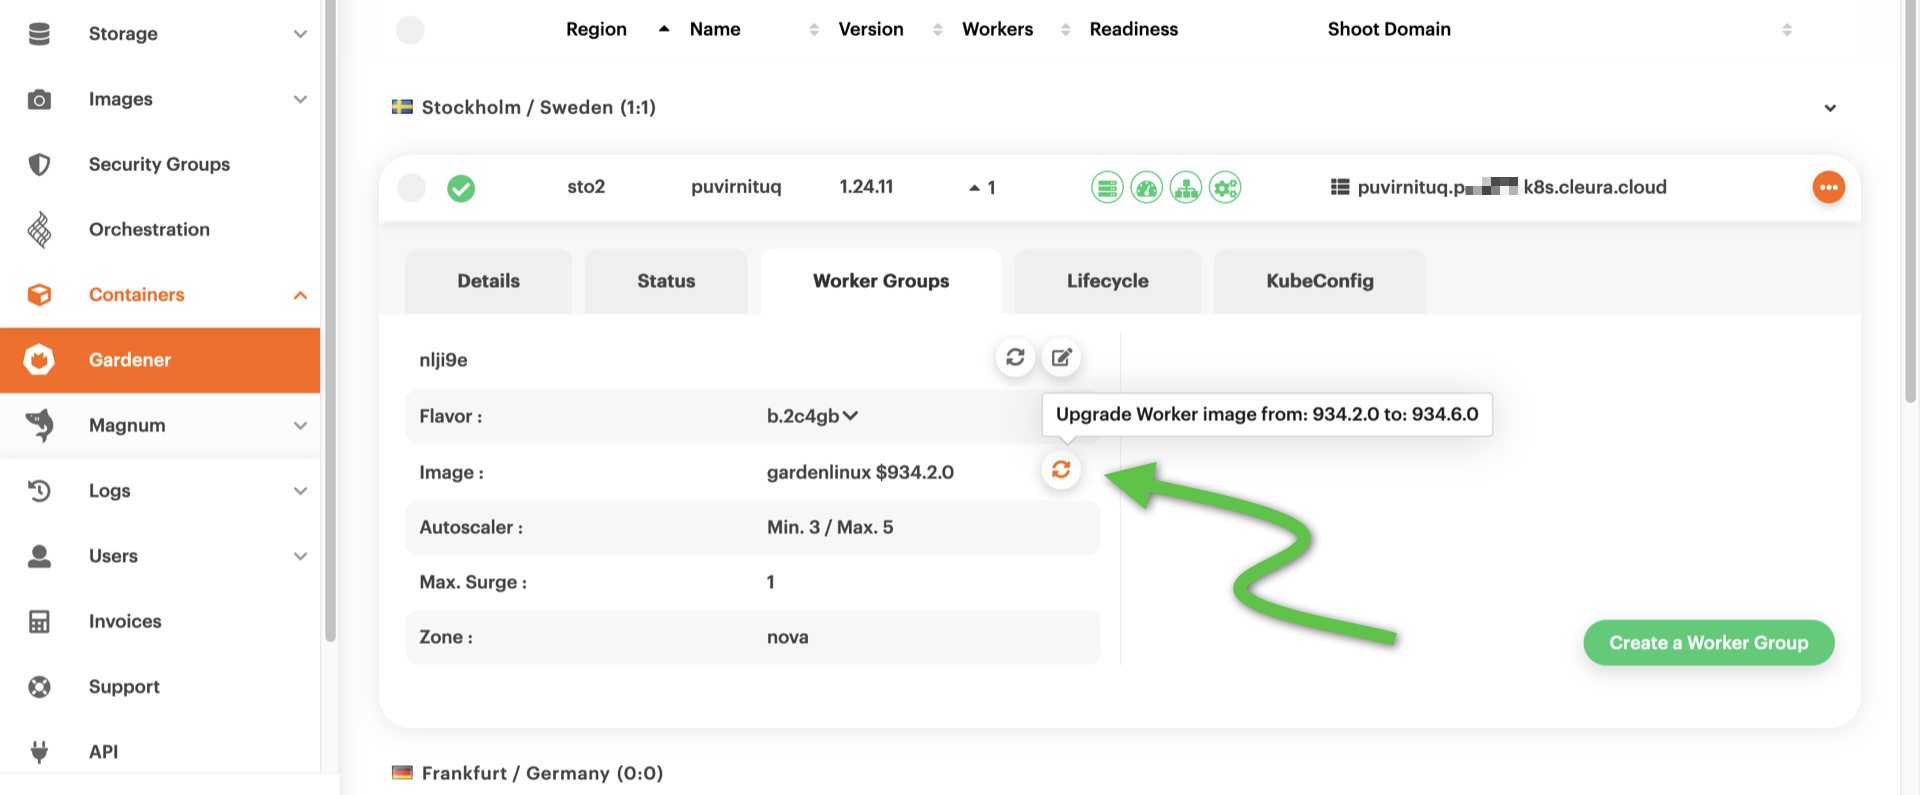 Storage
Images
Security Groups
Orchestration
Containers
Gardener
Magnum
Logs
Users
Invoices
Support
API
Region Name Version Workers Readiness Shoot Domain
Stockholm / Sweden (1:1)
sto2 puvirnituq 1.24.11 1 puvirnituq.p k8s.cleura.cloud
Details Status Worker Groups Lifecycle KubeConfig
nlji9e
Flavor : b.2c4gb
Upgrade Worker image from: 934.2.0 to: 934.6.0
Image : gardenlinux $934.2.0
Autoscaler : Min. 3 / Max. 5
Max. Surge : 1
Zone : nova
Create a Worker Group
Frankfurt / Germany (0:0)